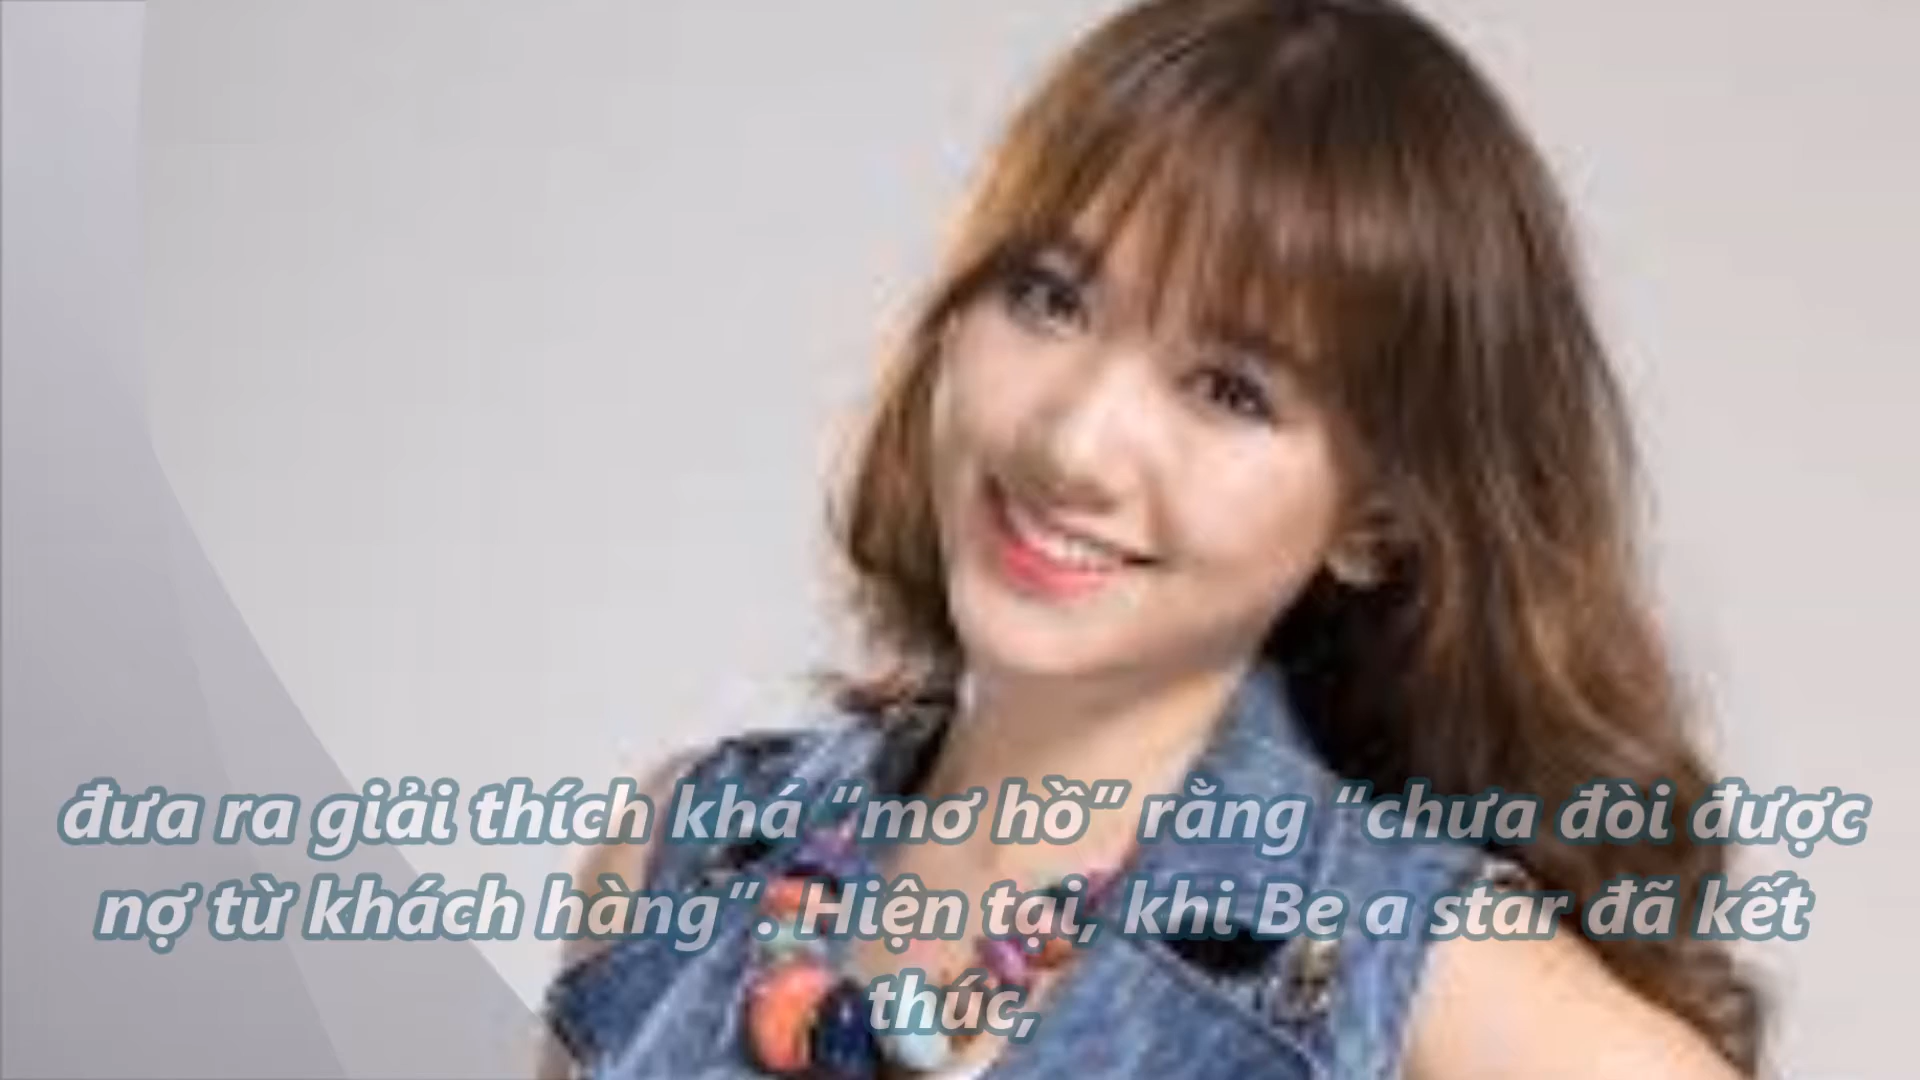 đưa ra giải thích khá “mơ hồ” rằng “chưa đòi được
nợ từ khách hàng”. Hiện tại, khi Be a star đã kết
thúc,